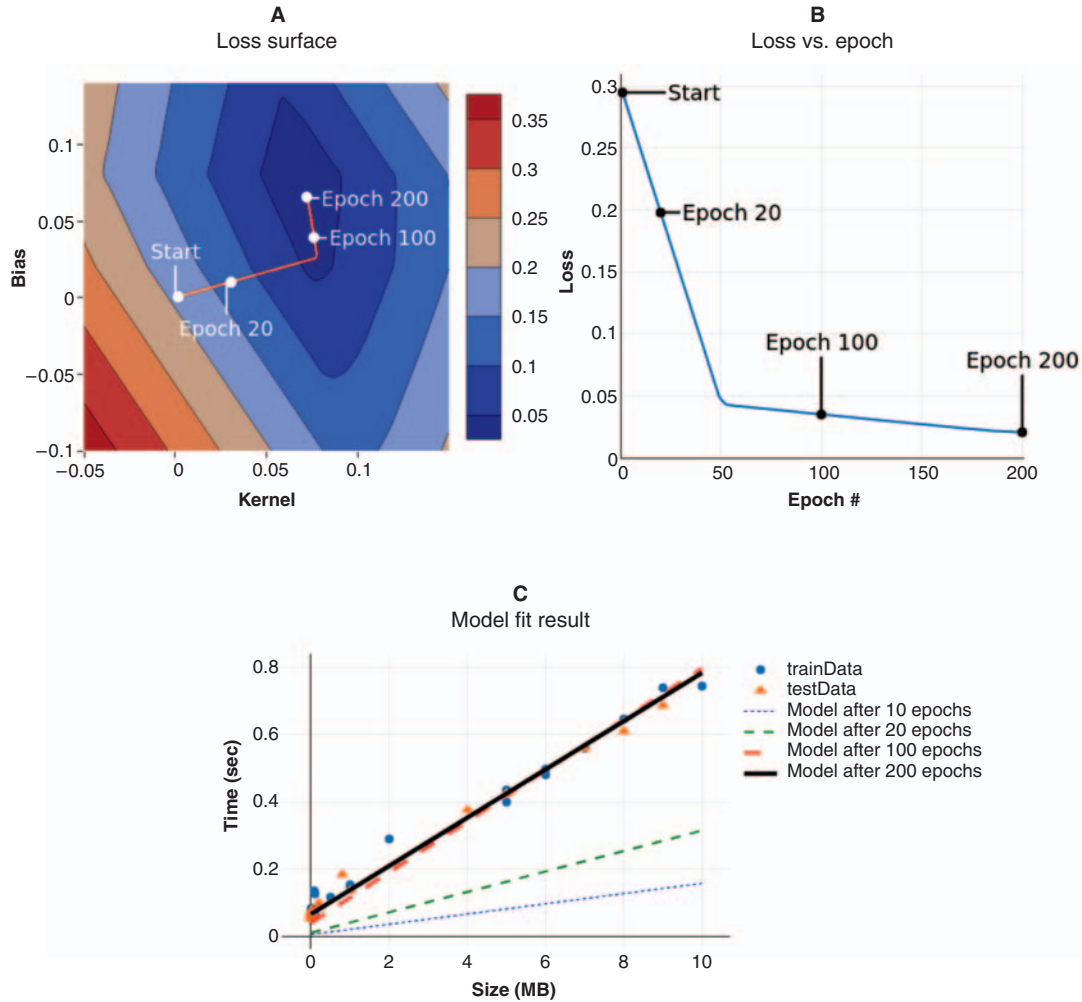 A
Loss surface
0.1
0.05
0
−0.05
−0.1
Bias
−0.05
0
0.05
0.1
Kernel
Start
Epoch 20
Epoch 200
Epoch 100
0.35
0.3
0.25
0.2
0.15
0.1
0.05
B
Loss vs. epoch
0.3
0.25
0.2
0.15
0.1
0.05
0
Loss
Start
Epoch 20
Epoch 100
Epoch 200
0
50
100
150
200
Epoch #
C
Model fit result
0.8
0.6
0.4
0.2
0
Time (sec)
0
2
4
6
8
10
Size (MB)
trainData
testData
Model after 10 epochs
Model after 20 epochs
Model after 100 epochs
Model after 200 epochs